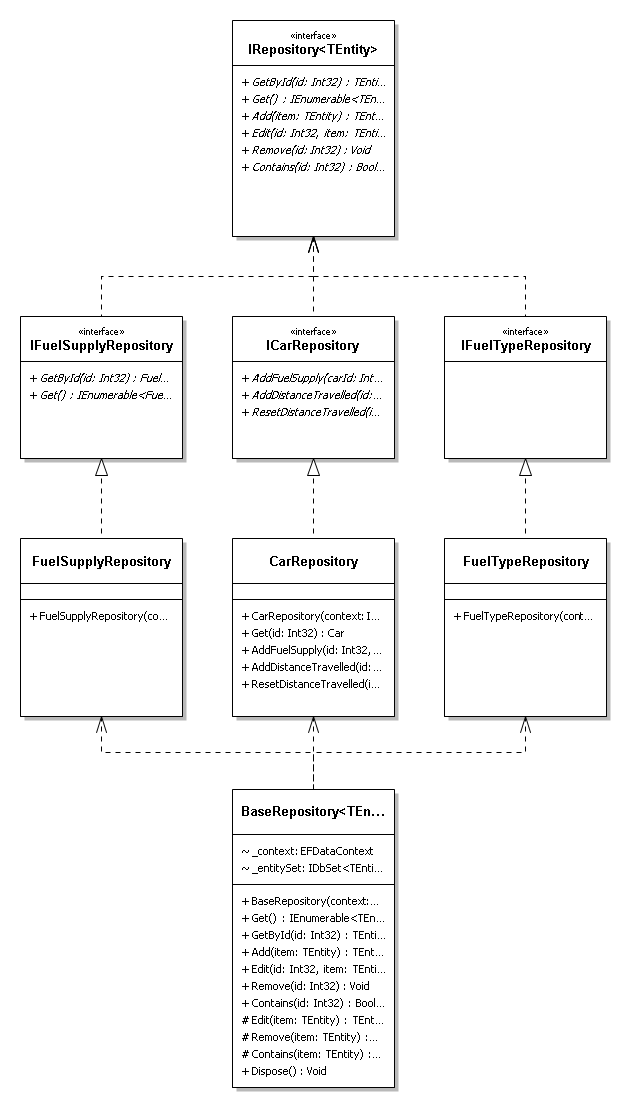 «interface»
IRepository<TEntity>
+ GetById(id: Int32) : TEnti...
+ Get() : IEnumerable<TEn...
+ Add(item: TEntity) : TEnt...
+ Edit(id: Int32, item: TEnti...
+ Remove(id: Int32) : Void
+ Contains(id: Int32) : Bool...
«interface»
IFuelSupplyRepository
+ GetById(id: Int32) : Fuel...
+ Get() : IEnumerable<Fue...
«interface»
ICarRepository
+ AddFuelSupply(carId: Int...
+ AddDistanceTravelled(id:...
+ ResetDistanceTravelled(i...
«interface»
IFuelTypeRepository
FuelSupplyRepository
+ FuelSupplyRepository(co...
CarRepository
+ CarRepository(context: I...
+ Get(id: Int32) : Car
+ AddFuelSupply(id: Int32, ...
+ AddDistanceTravelled(id: ...
+ ResetDistanceTravelled(i...
FuelTypeRepository
+ FuelTypeRepository(cont...
BaseRepository<TEn...
~ _context: EFDataContext
~ _entitySet: IDbSet<TEnti...
+ BaseRepository(context:...
+ Get() : IEnumerable<TEn...
+ GetById(id: Int32) : TEnti...
+ Add(item: TEntity) : TEnt...
+ Edit(id: Int32, item: TEnti...
+ Remove(id: Int32) : Void
+ Contains(id: Int32) : Bool...
# Edit(item: TEntity) : TEnt...
# Remove(item: TEntity) :...
# Contains(item: TEntity) :...
+ Dispose() : Void